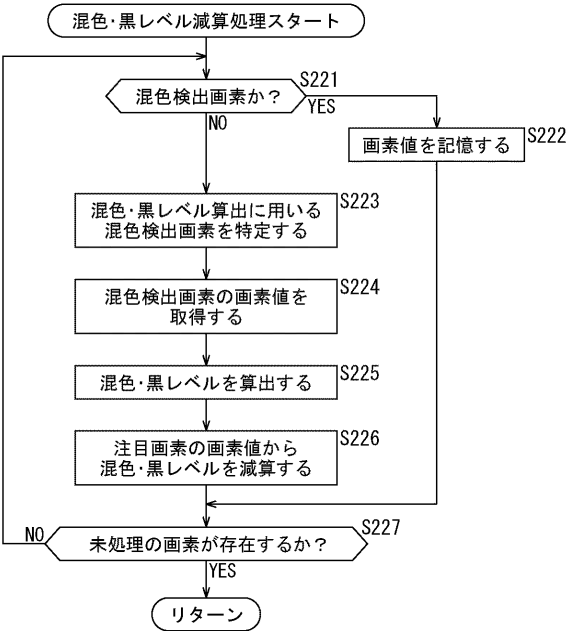 混色･黒レベル減算処理スタート
S221
混色検出画素か？
YES
NO
画素値を記憶する
S222
S223
混色･黒レベル算出に用いる
混色検出画素を特定する
S224
混色検出画素の画素値を
取得する
S225
混色･黒レベルを算出する
S226
注目画素の画素値から
混色･黒レベルを減算する
S227
NO
未処理の画素が存在するか？
YES
リターン